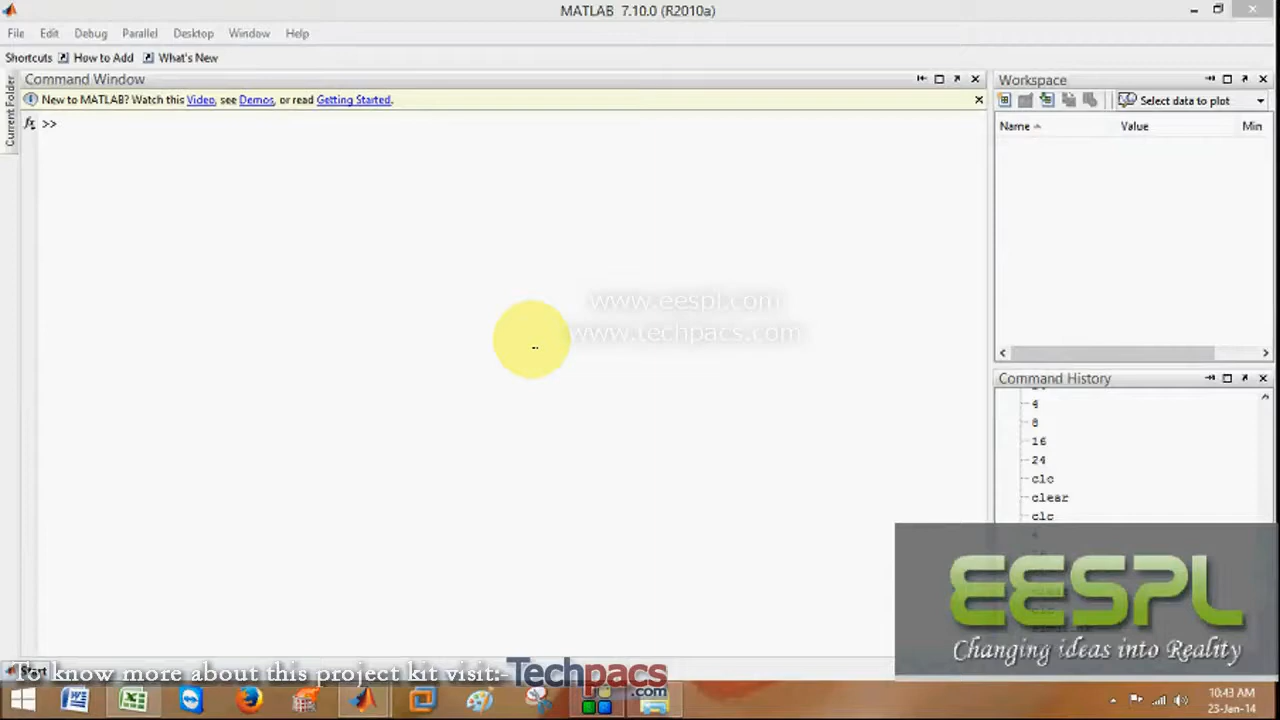 MATLAB 7.10.0 (R2010a)
File Edit Debug Parallel Desktop Window Help
Shortcuts How to Add What's New
Current Folder
Command Window
New to MATLAB? Watch this Video, see Demos, or read Getting Started.
fx >>
Workspace
Select data to plot
Name Value Min
www.eespl.com
www.techpacs.com
Command History
4
8
16
24
clc
clear
clc
EESPL
Changing ideas into Reality
Start
To know more about this project kit visit:- Techpacs
.com
10:43 AM
23-Jan-14